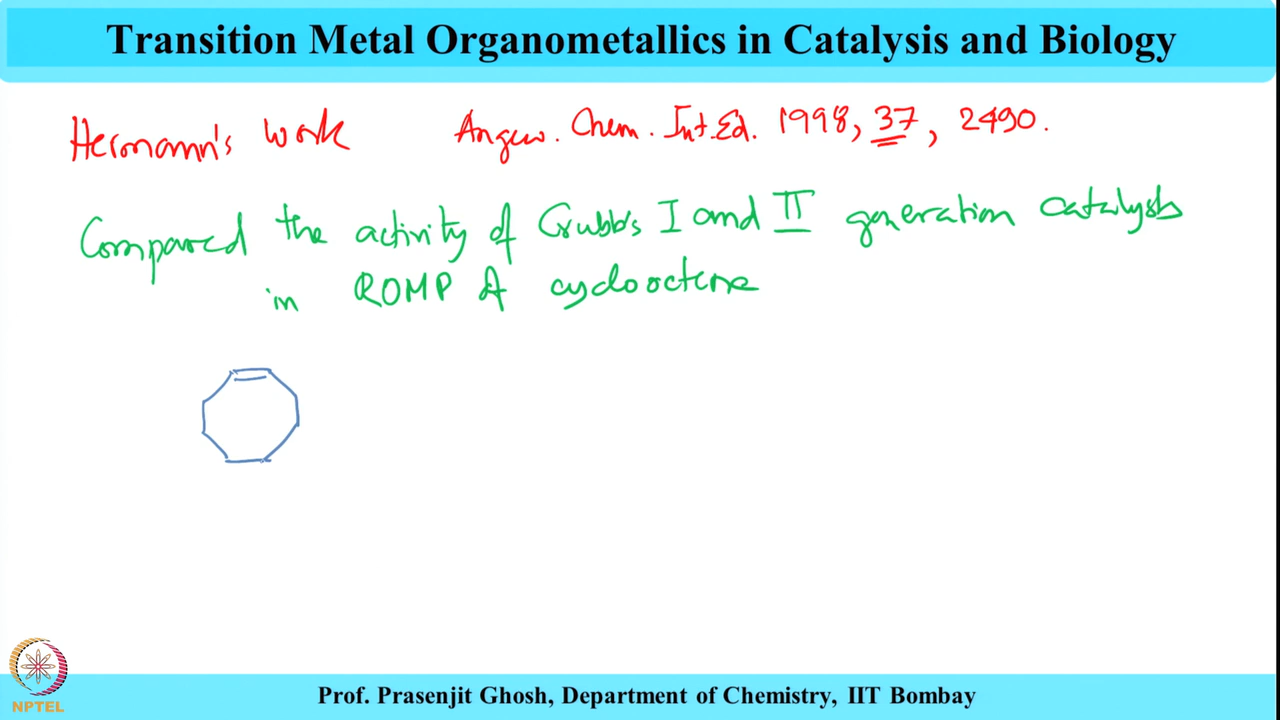 Transition Metal Organometallics in Catalysis and Biology
Hermann's work Angew. Chem. Int. Ed. 1998, 37, 2490.
Compared the activity of Grubb's I and II generation catalysts
in ROMP of cyclooctene
NPTEL
Prof. Prasenjit Ghosh, Department of Chemistry, IIT Bombay